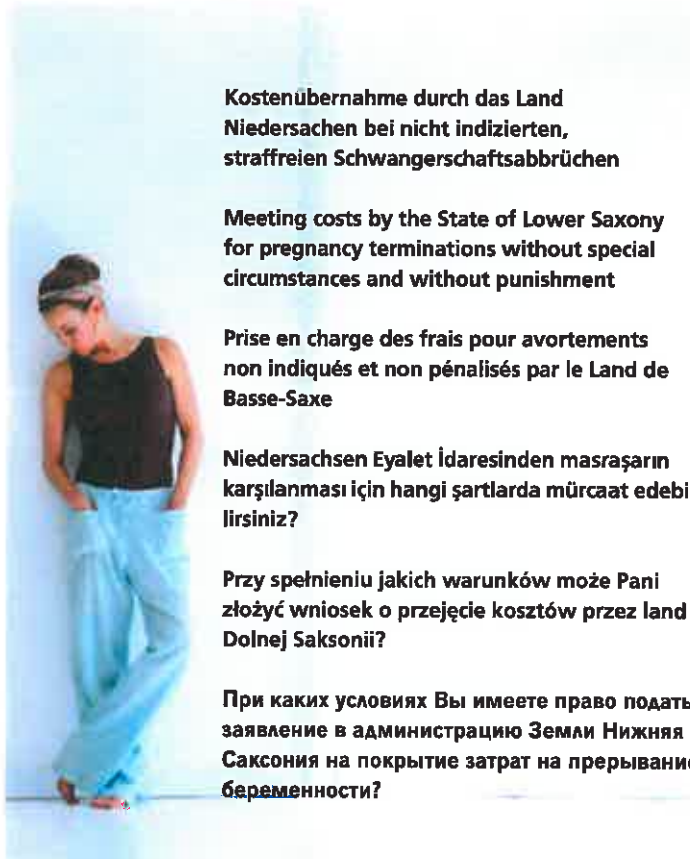 Kostenübernahme durch das Land
Niedersachen bei nicht indizierten,
straffreien Schwangerschaftsabbrüchen
Meeting costs by the State of Lower Saxony
for pregnancy terminations without special
circumstances and without punishment
Prise en charge des frais pour avortements
non indiqués et non pénalisés par le Land de
Basse-Saxe
Niedersachsen Eyalet İdaresinden masraşarın
karşılanması için hangi şartlarda mürcaat edebi
lirsiniz?
Przy spełnieniu jakich warunków może Pani
złożyć wniosek o przejęcie kosztów przez land
Dolnej Saksonii?
При каких условиях Вы имеете право подать
заявление в администрацию Земли Нижняя
Саксония на покрытие затрат на прерывание
беременности?